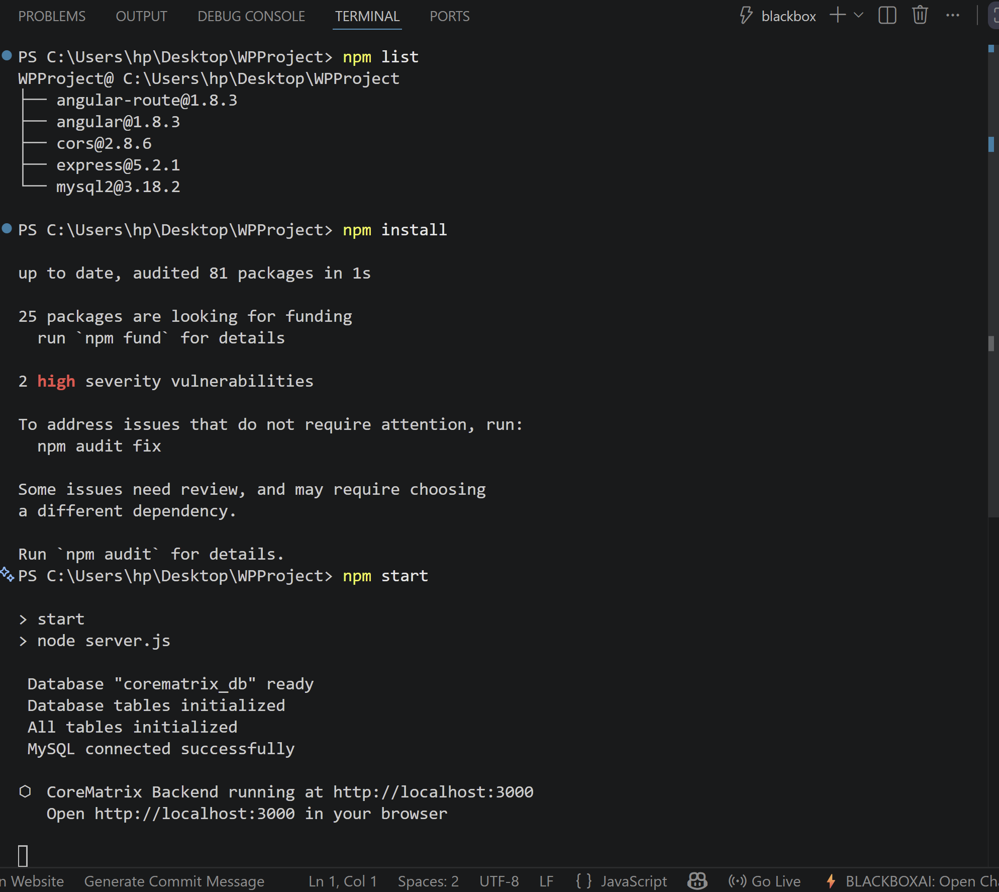 PROBLEMS OUTPUT DEBUG CONSOLE TERMINAL PORTS blackbox
PS C:\Users\hp\Desktop\WPProject> npm list
WPProject@ C:\Users\hp\Desktop\WPProject
├── angular-route@1.8.3
├── angular@1.8.3
├── cors@2.8.6
├── express@5.2.1
└── mysql2@3.18.2
PS C:\Users\hp\Desktop\WPProject> npm install
up to date, audited 81 packages in 1s
25 packages are looking for funding
  run `npm fund` for details
2 high severity vulnerabilities
To address issues that do not require attention, run:
  npm audit fix
Some issues need review, and may require choosing
a different dependency.
Run `npm audit` for details.
PS C:\Users\hp\Desktop\WPProject> npm start
> start
> node server.js
Database "corematrix_db" ready
Database tables initialized
All tables initialized
MySQL connected successfully
⬡ CoreMatrix Backend running at http://localhost:3000
Open http://localhost:3000 in your browser
n Website Generate Commit Message Ln 1, Col 1 Spaces: 2 UTF-8 LF { } JavaScript Go Live BLACKBOXAI: Open Ch